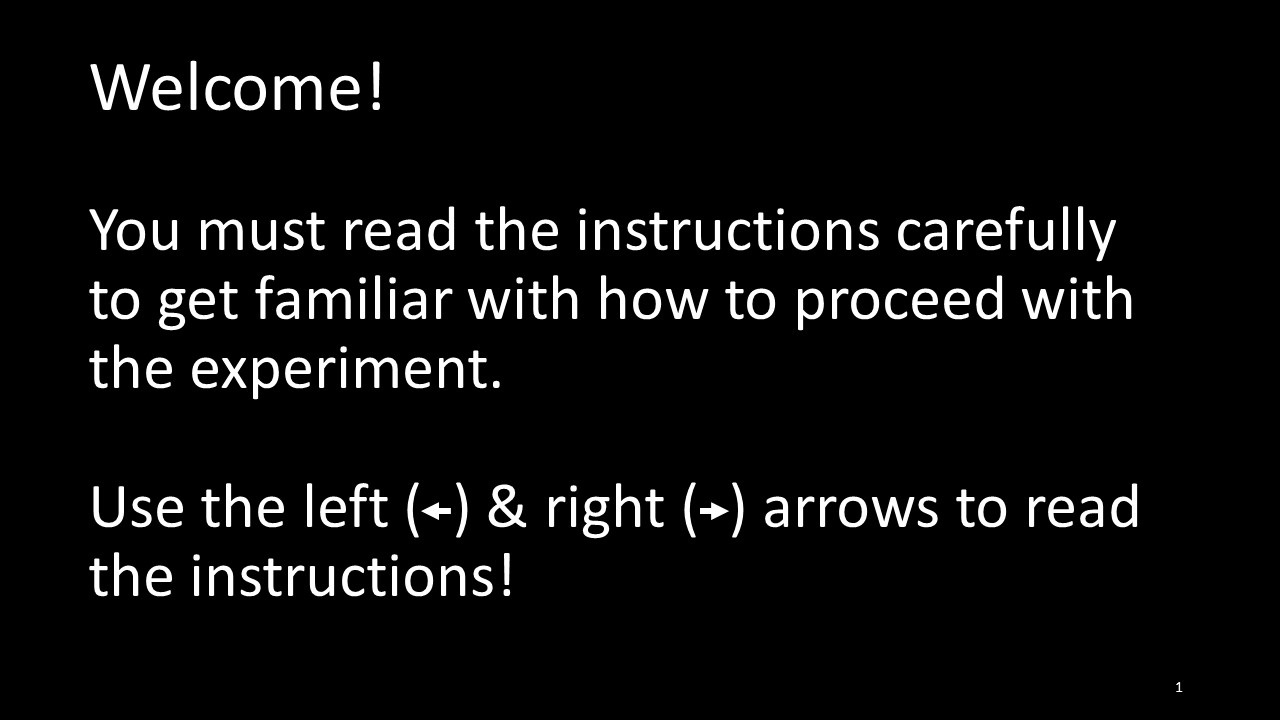 Welcome!
You must read the instructions carefully
to get familiar with how to proceed with
the experiment.
Use the left (←) & right (→) arrows to read
the instructions!
1